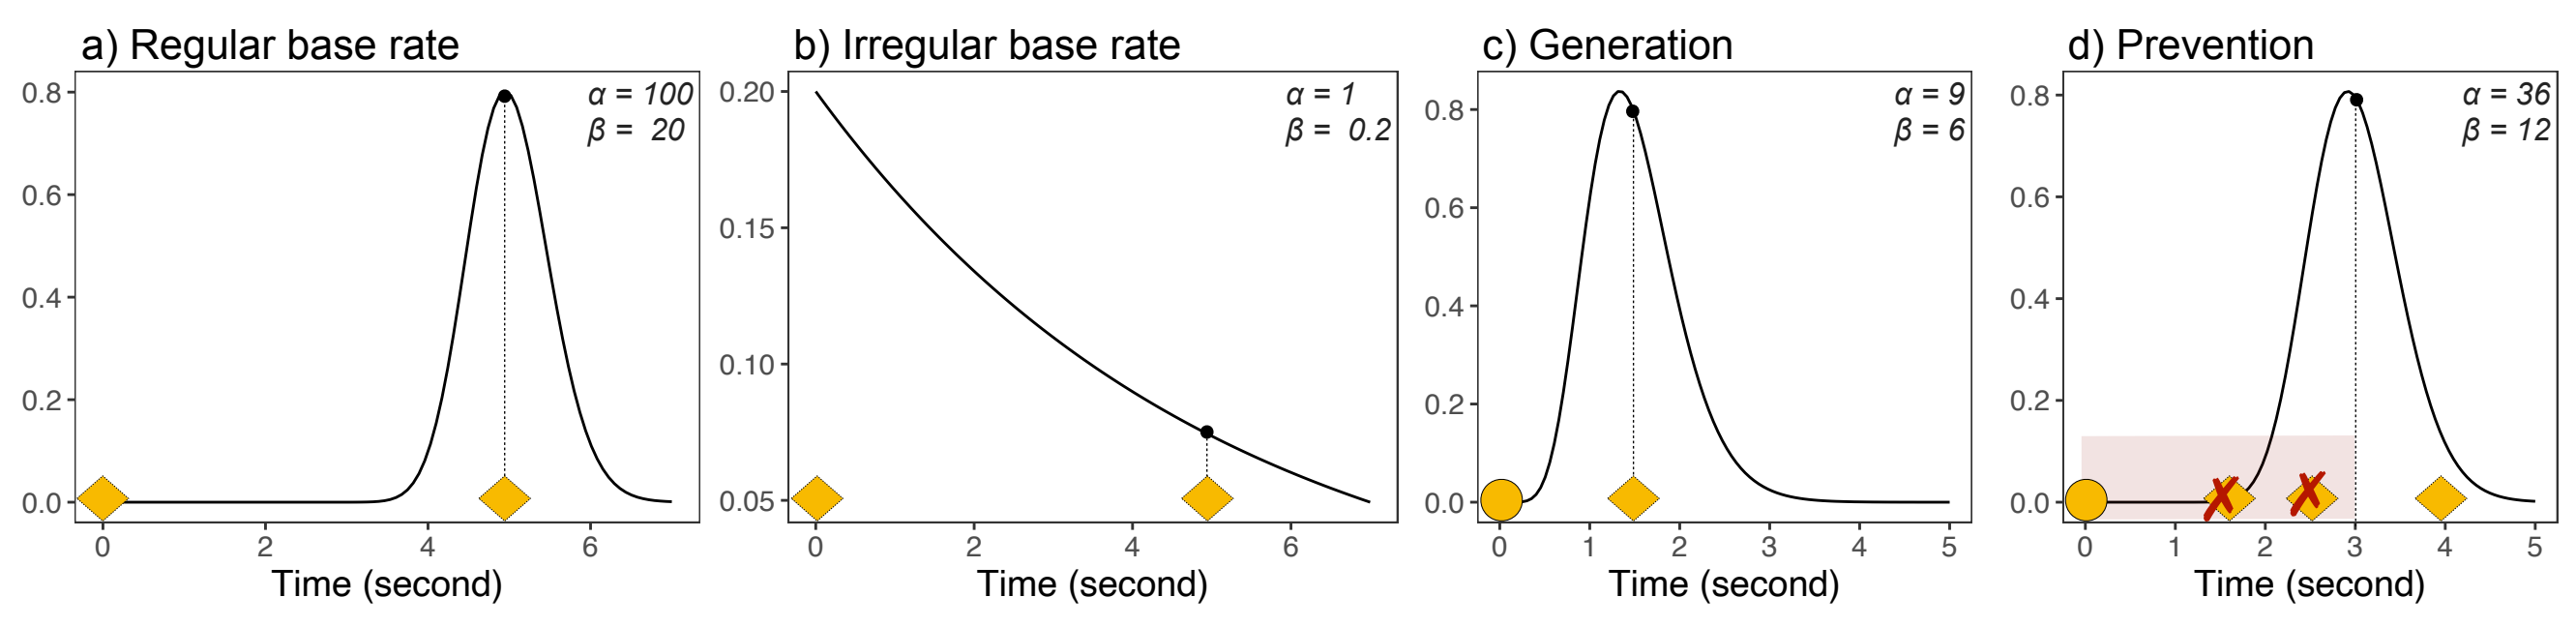 a) Regular base rate
α = 100
β = 20
0.8
0.6
0.4
0.2
0.0
0 2 4 6
Time (second)
b) Irregular base rate
α = 1
β = 0.2
0.20
0.15
0.10
0.05
0 2 4 6
Time (second)
c) Generation
α = 9
β = 6
0.8
0.6
0.4
0.2
0.0
0 1 2 3 4 5
Time (second)
d) Prevention
α = 36
β = 12
0.8
0.6
0.4
0.2
0.0
0 1 2 3 4 5
Time (second)